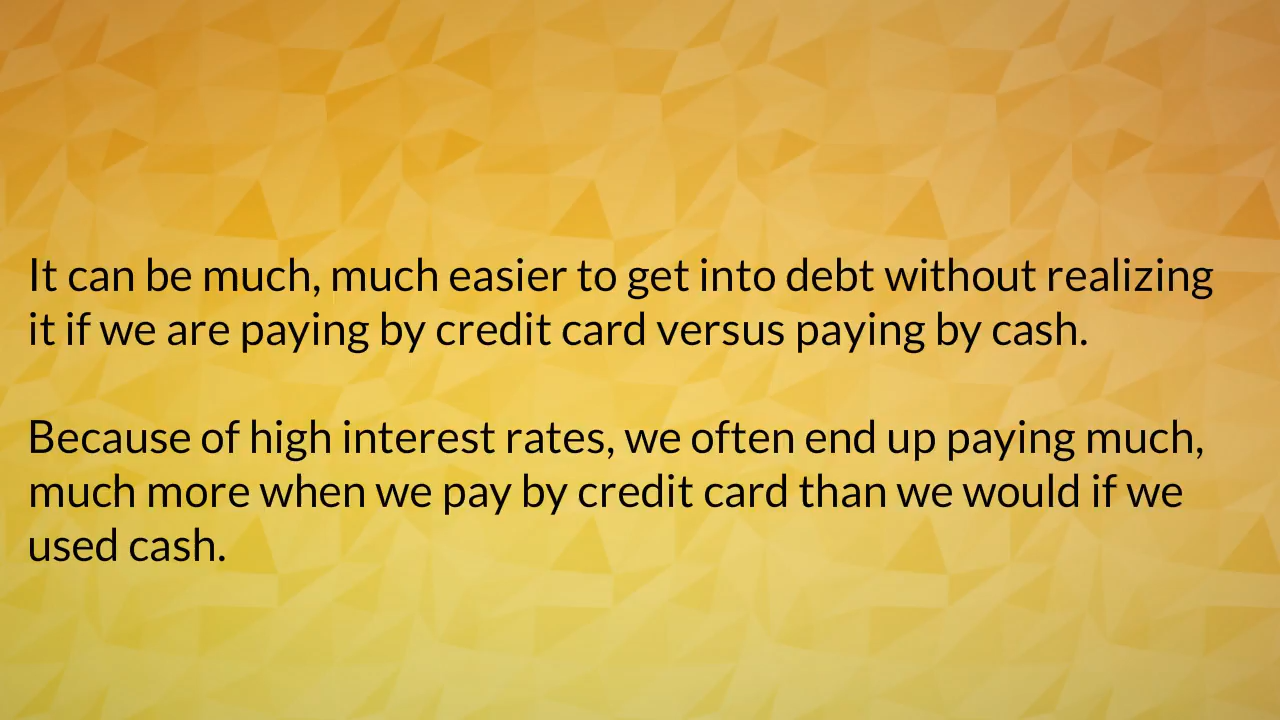 It can be much, much easier to get into debt without realizing
it if we are paying by credit card versus paying by cash.
Because of high interest rates, we often end up paying much,
much more when we pay by credit card than we would if we
used cash.